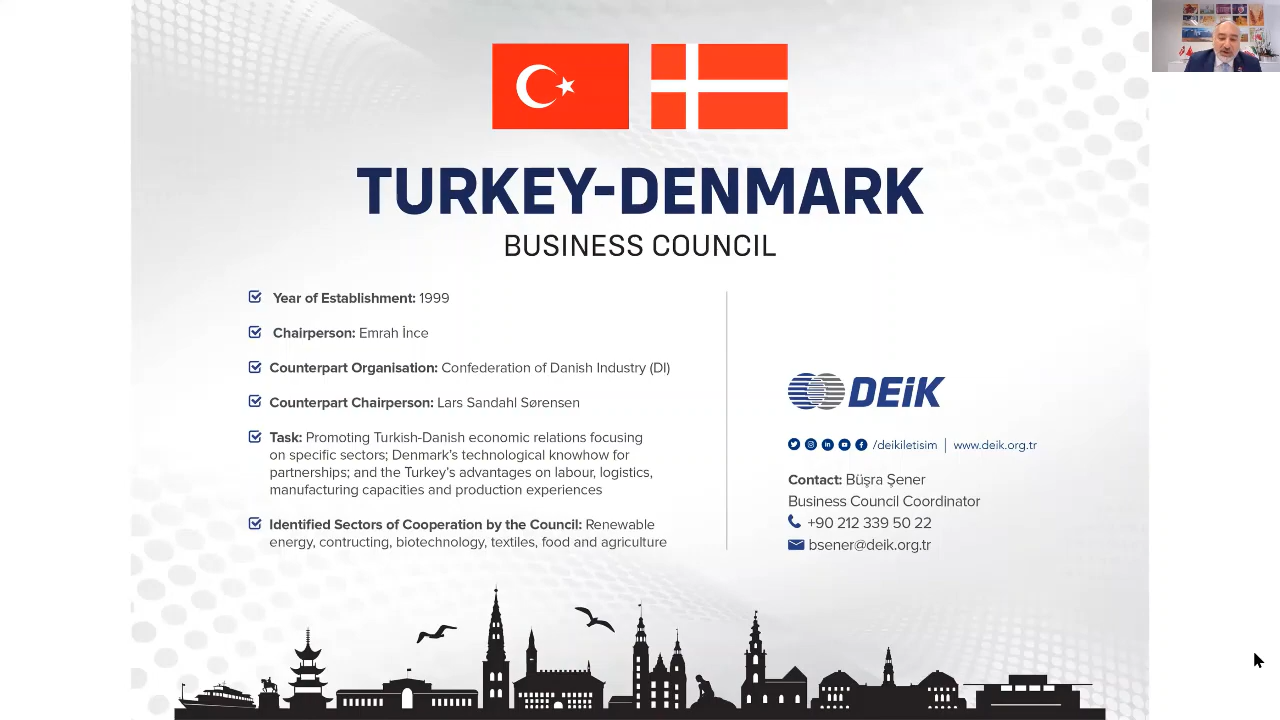 TURKEY-DENMARK
BUSINESS COUNCIL
Year of Establishment: 1999
Chairperson: Emrah İnce
Counterpart Organisation: Confederation of Danish Industry (DI)
Counterpart Chairperson: Lars Sandahl Sørensen
Task: Promoting Turkish-Danish economic relations focusing
on specific sectors; Denmark's technological knowhow for
partnerships; and the Turkey's advantages on labour, logistics,
manufacturing capacities and production experiences
Identified Sectors of Cooperation by the Council: Renewable
energy, contructing, biotechnology, textiles, food and agriculture
DEiK
/deikiletisim | www.deik.org.tr
Contact: Büşra Şener
Business Council Coordinator
+90 212 339 50 22
bsener@deik.org.tr